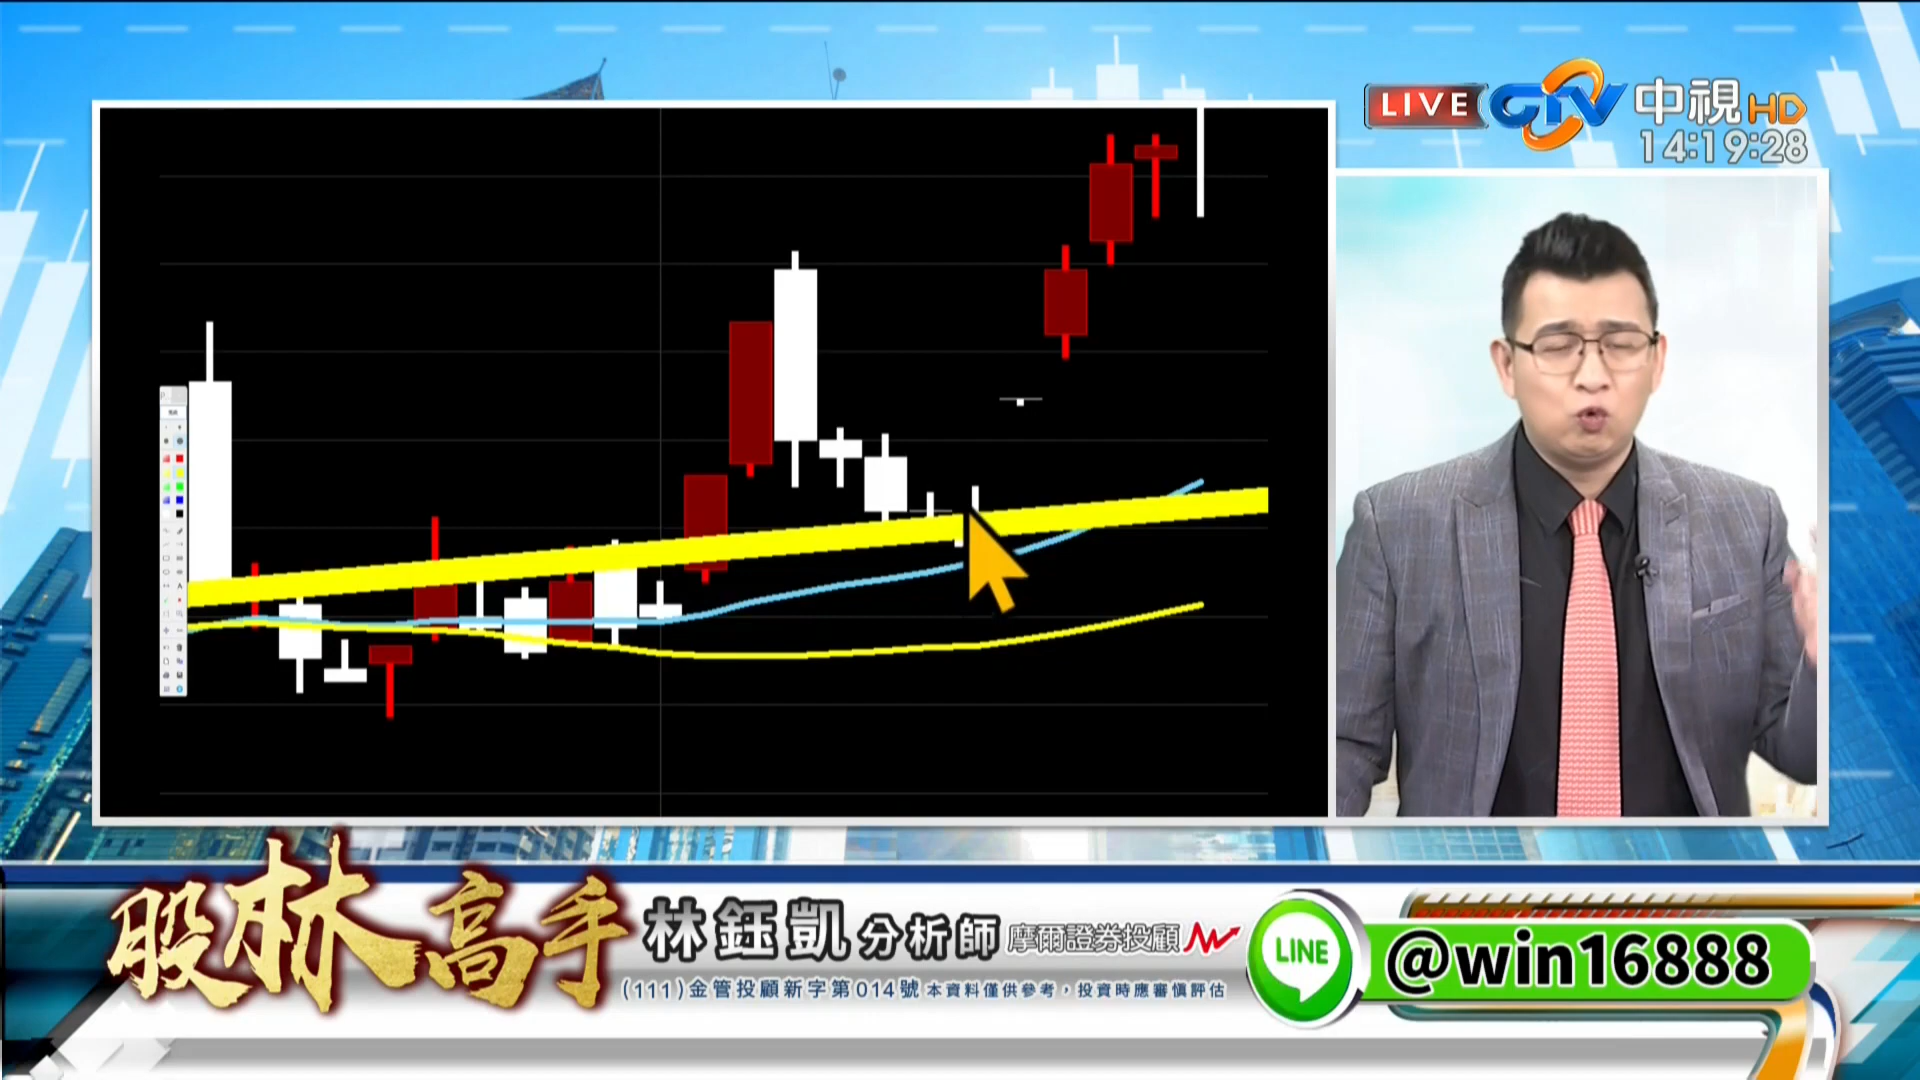 LIVE CTV 中視HD
14:19:28
股林高手
林鈺凱分析師 摩爾證券投顧
(111)金管投顧新字第014號 本資料僅供參考，投資時應審慎評估
LINE @win16888